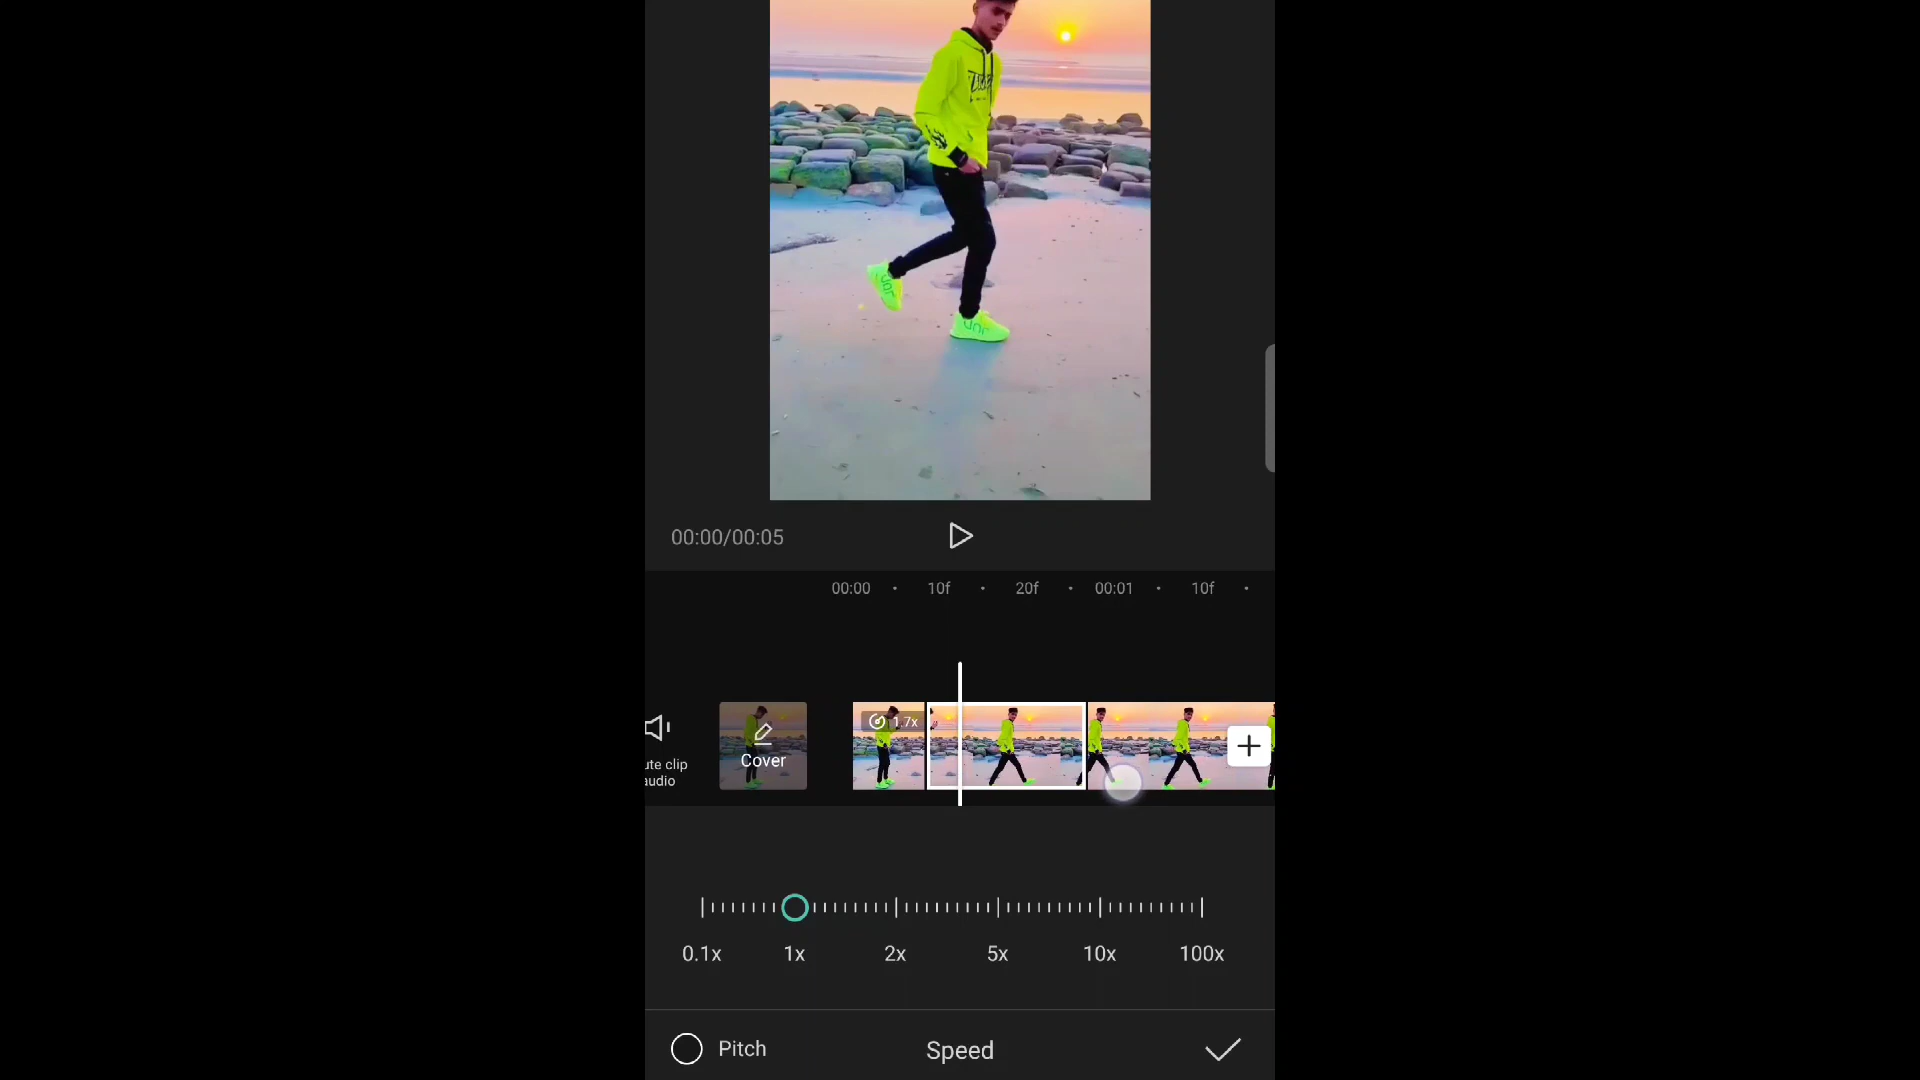 00:00/00:05
00:00 10f 20f 00:01 10f
1.7x
ute clip
audio
Cover
0.1x 1x 2x 5x 10x 100x
Pitch
Speed